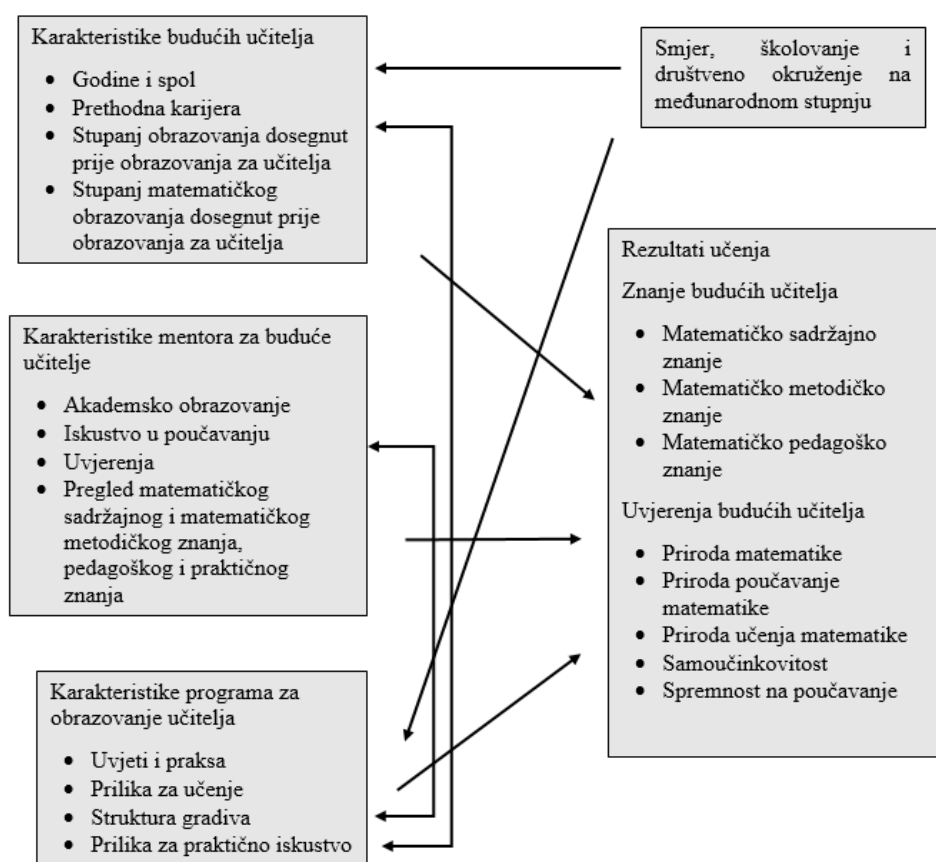 Karakteristike budućih učitelja
• Godine i spol
• Prethodna karijera
• Stupanj obrazovanja dosegnut
prije obrazovanja za učitelja
• Stupanj matematičkog
obrazovanja dosegnut prije
obrazovanja za učitelja
Smjer, školovanje i
društveno okruženje na
međunarodnom stupnju
Karakteristike mentora za buduće
učitelje
• Akademsko obrazovanje
• Iskustvo u poučavanju
• Uvjerenja
• Pregled matematičkog
sadržajnog i matematičkog
metodičkog znanja,
pedagoškog i praktičnog
znanja
Karakteristike programa za
obrazovanje učitelja
• Uvjeti i praksa
• Prilika za učenje
• Struktura gradiva
• Prilika za praktično iskustvo
Rezultati učenja
Znanje budućih učitelja
• Matematičko sadržajno
znanje
• Matematičko metodičko
znanje
• Matematičko pedagoško
znanje
Uvjerenja budućih učitelja
• Priroda matematike
• Priroda poučavanje
matematike
• Priroda učenja matematike
• Samoučinkovitost
• Spremnost na poučavanje